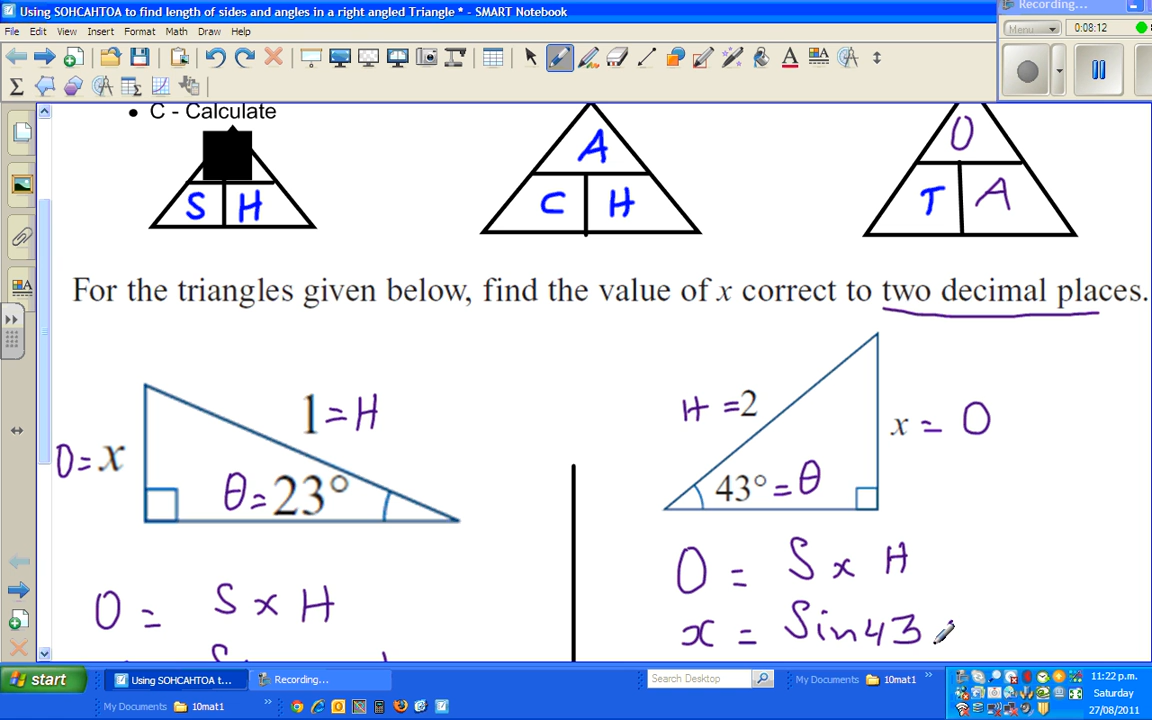 Using SOHCAHTOA to find length of sides and angles in a right angled Triangle * - SMART Notebook
Recording...
File Edit View Insert Format Math Draw Help
Menu
0:08:12
• C - Calculate
S H
A
C H
O
T A
For the triangles given below, find the value of x correct to two decimal places.
1 = H
O = x
θ = 23°
H = 2
x = O
43° = θ
O = S x H
O = S x H
x = Sin43
start
Using SOHCAHTOA t...
Recording...
Search Desktop
My Documents
10mat1
»
11:22 p.m.
Saturday
27/08/2011
My Documents
10mat1
»